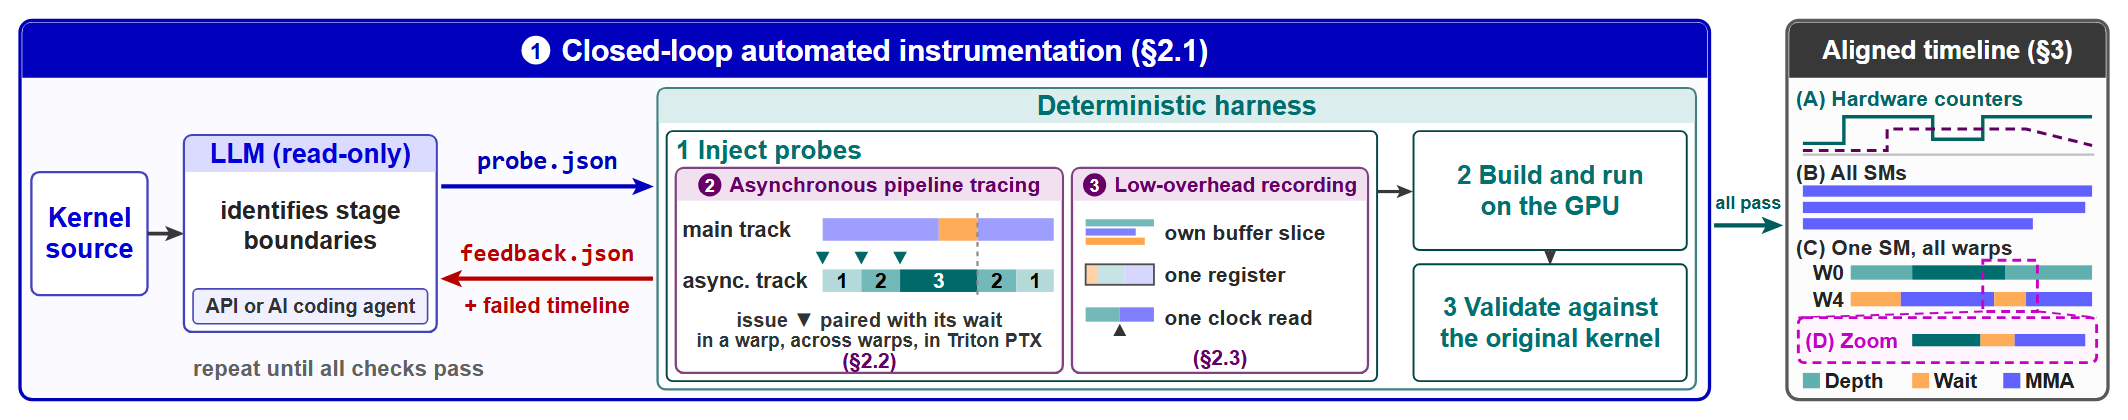 1 Closed-loop automated instrumentation (§2.1)
Kernel
source
LLM (read-only)
identifies stage
boundaries
API or AI coding agent
repeat until all checks pass
probe.json
feedback.json
+ failed timeline
Deterministic harness
1 Inject probes
2 Asynchronous pipeline tracing
main track
async. track
1 2 3 2 1
issue ▼ paired with its wait
in a warp, across warps, in Triton PTX
(§2.2)
3 Low-overhead recording
own buffer slice
one register
one clock read
(§2.3)
2 Build and run
on the GPU
3 Validate against
the original kernel
all pass
Aligned timeline (§3)
(A) Hardware counters
(B) All SMs
(C) One SM, all warps
W0
W4
(D) Zoom
Depth Wait MMA